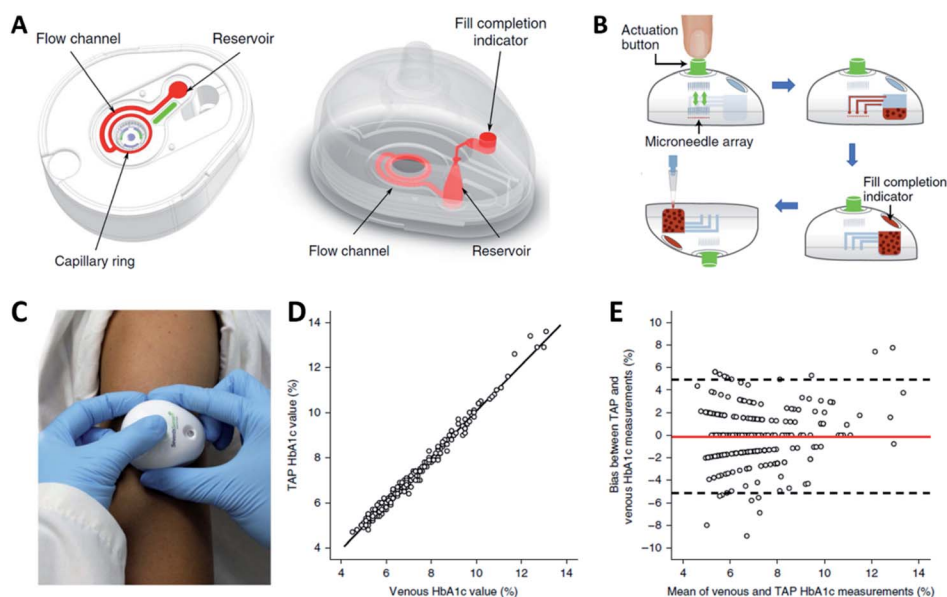 A
Flow channel
Reservoir
Capillary ring
Fill completion
indicator
Flow channel
Reservoir
B
Actuation
button
Microneedle array
Fill completion
indicator
C
D
TAP HbA1c value (%)
14
12
10
8
6
4
4 6 8 10 12 14
Venous HbA1c value (%)
E
Bias between TAP and
venous HbA1c measurements (%)
10
8
6
4
2
0
−2
−4
−6
−8
−10
4 6 8 10 12 14
Mean of venous and TAP HbA1c measurements (%)